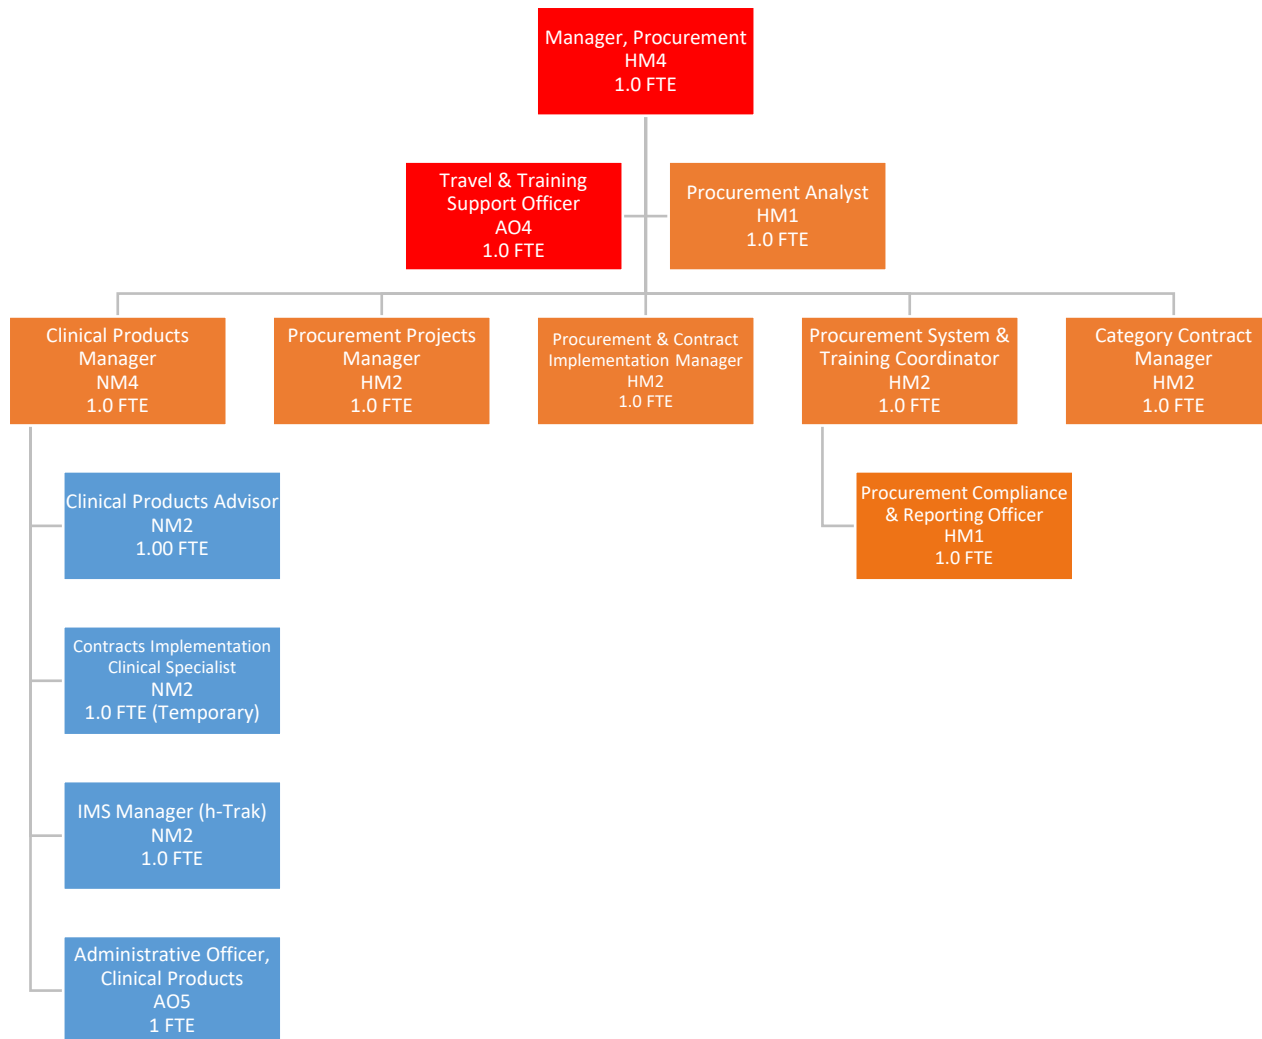 Manager, Procurement
HM4
1.0 FTE
Travel & Training
Support Officer
AO4
1.0 FTE
Procurement Analyst
HM1
1.0 FTE
Clinical Products
Manager
NM4
1.0 FTE
Procurement Projects
Manager
HM2
1.0 FTE
Procurement & Contract
Implementation Manager
HM2
1.0 FTE
Procurement System &
Training Coordinator
HM2
1.0 FTE
Category Contract
Manager
HM2
1.0 FTE
Clinical Products Advisor
NM2
1.00 FTE
Procurement Compliance
& Reporting Officer
HM1
1.0 FTE
Contracts Implementation
Clinical Specialist
NM2
1.0 FTE (Temporary)
IMS Manager (h-Trak)
NM2
1.0 FTE
Administrative Officer,
Clinical Products
AO5
1 FTE